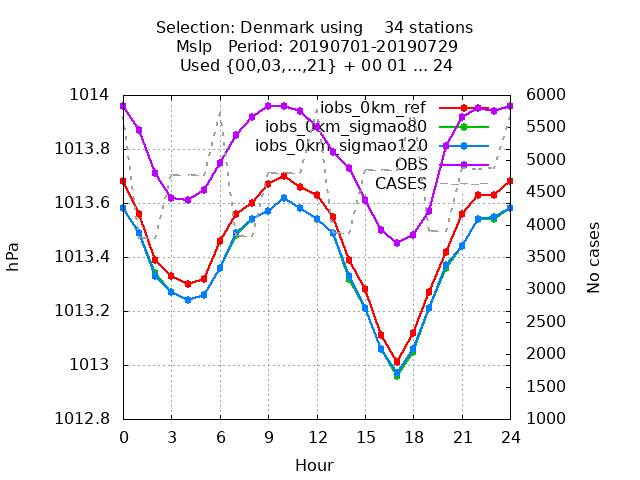 Selection: Denmark using    34 stations
Mslp   Period: 20190701-20190729
Used {00,03,...,21} + 00 01 ... 24
iobs_0km_ref
iobs_0km_sigmao80
iobs_0km_sigmao120
OBS
CASES
1014
1013.8
1013.6
1013.4
1013.2
1013
1012.8
hPa
6000
5500
5000
4500
4000
3500
3000
2500
2000
1500
1000
No cases
0 3 6 9 12 15 18 21 24
Hour